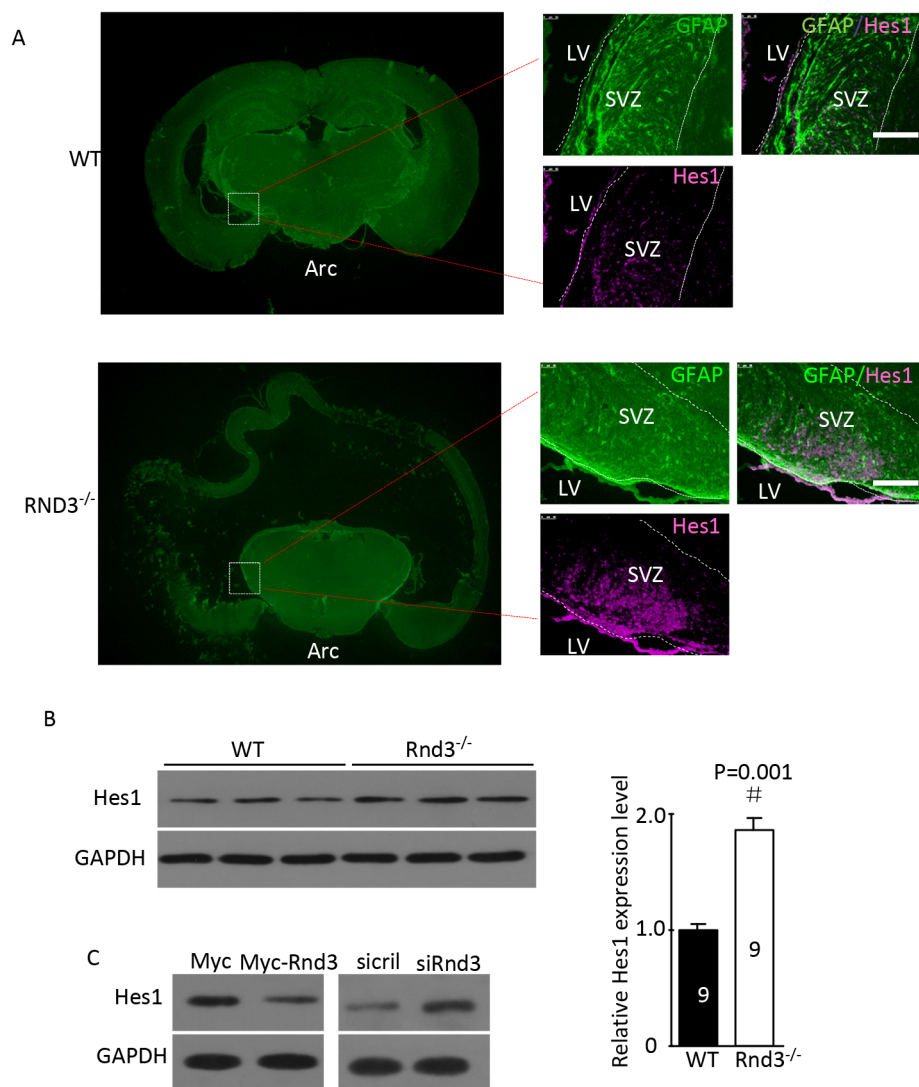 A
WT
Arc
GFAP
LV
SVZ
GFAP/Hes1
LV
SVZ
Hes1
LV
SVZ
RND3-/-
Arc
GFAP
SVZ
LV
GFAP/Hes1
SVZ
LV
Hes1
SVZ
LV
B
WT Rnd3-/-
Hes1
GAPDH
P=0.001
#
Relative Hes1 expression level
2.0
1.0
0
9
9
WT Rnd3-/-
C
Myc Myc-Rnd3 sicril siRnd3
Hes1
GAPDH